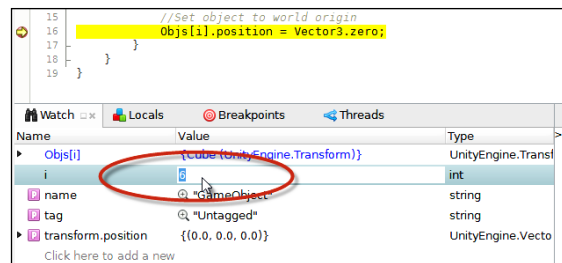 15 //Set object to world origin
16 Objs[i].position = Vector3.zero;
17 }
18 }
19 }
Watch Locals Breakpoints Threads
Name Value Type
Objs[i] {Cube (UnityEngine.Transform)} UnityEngine.Transf
i 6 int
name "GameObject" string
tag "Untagged" string
transform.position {(0.0, 0.0, 0.0)} UnityEngine.Vecto
Click here to add a new